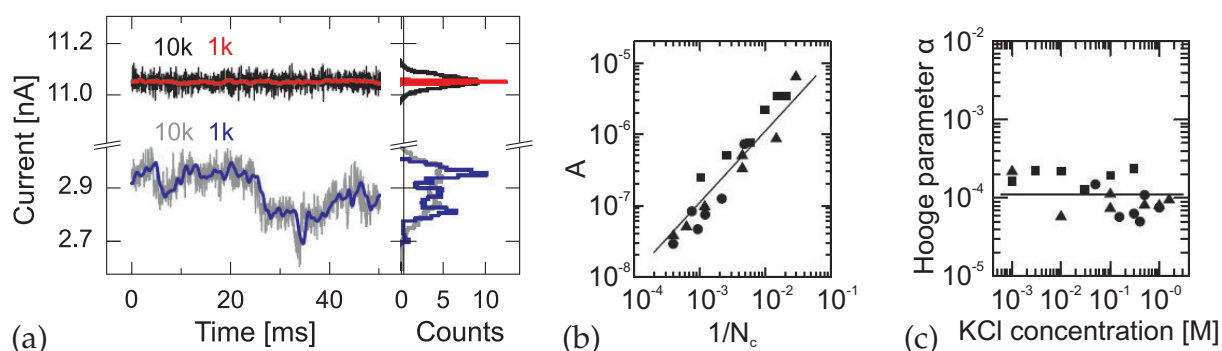 11.2
11.0
2.9
2.7
Current [nA]
10k 1k
10k 1k
0 20 40
Time [ms]
0 5 10
Counts
(a)
10⁻⁵
10⁻⁶
10⁻⁷
10⁻⁸
A
10⁻⁴ 10⁻³ 10⁻² 10⁻¹
1/N꜀
(b)
10⁻²
10⁻³
10⁻⁴
10⁻⁵
Hooge parameter α
10⁻³ 10⁻² 10⁻¹ 10⁻⁰
KCl concentration [M]
(c)